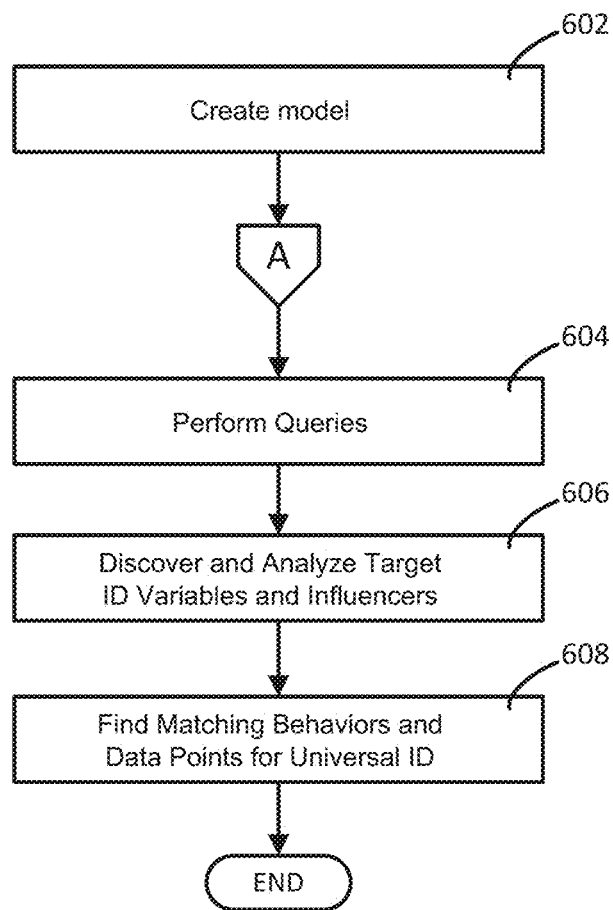 602
Create model
A
604
Perform Queries
606
Discover and Analyze Target
ID Variables and Influencers
608
Find Matching Behaviors and
Data Points for Universal ID
END